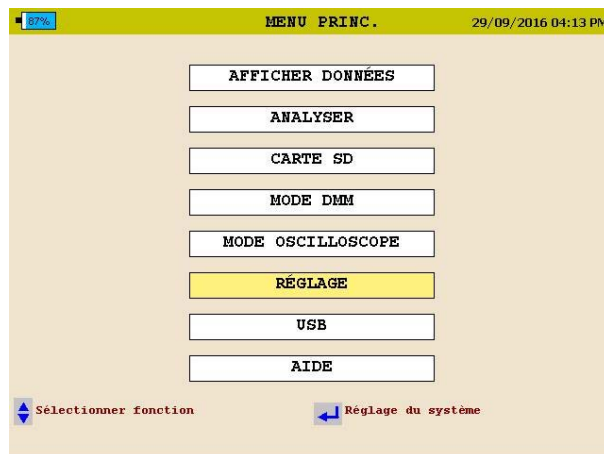 87% MENU PRINC. 29/09/2016 04:13 PM
AFFICHER DONNÉES
ANALYSER
CARTE SD
MODE DMM
MODE OSCILLOSCOPE
RÉGLAGE
USB
AIDE
Sélectionner fonction Réglage du système